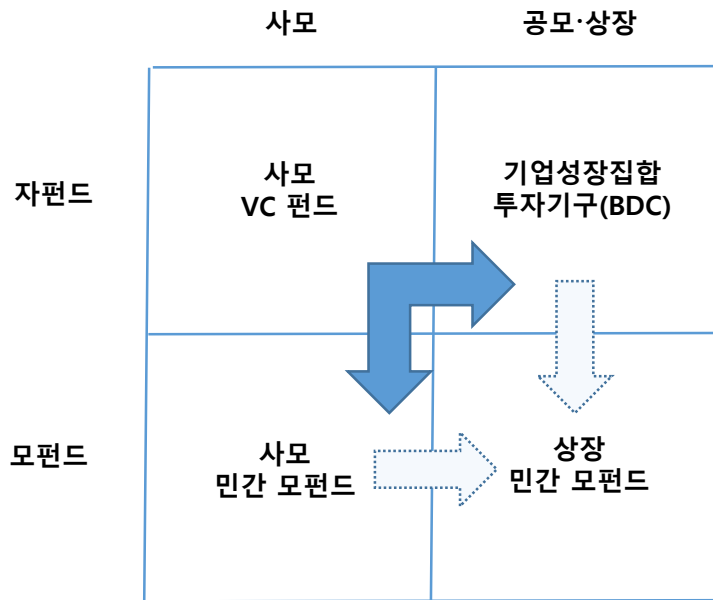 사모
공모·상장
자펀드
사모
VC 펀드
기업성장집합
투자기구(BDC)
모펀드
사모
민간 모펀드
상장
민간 모펀드